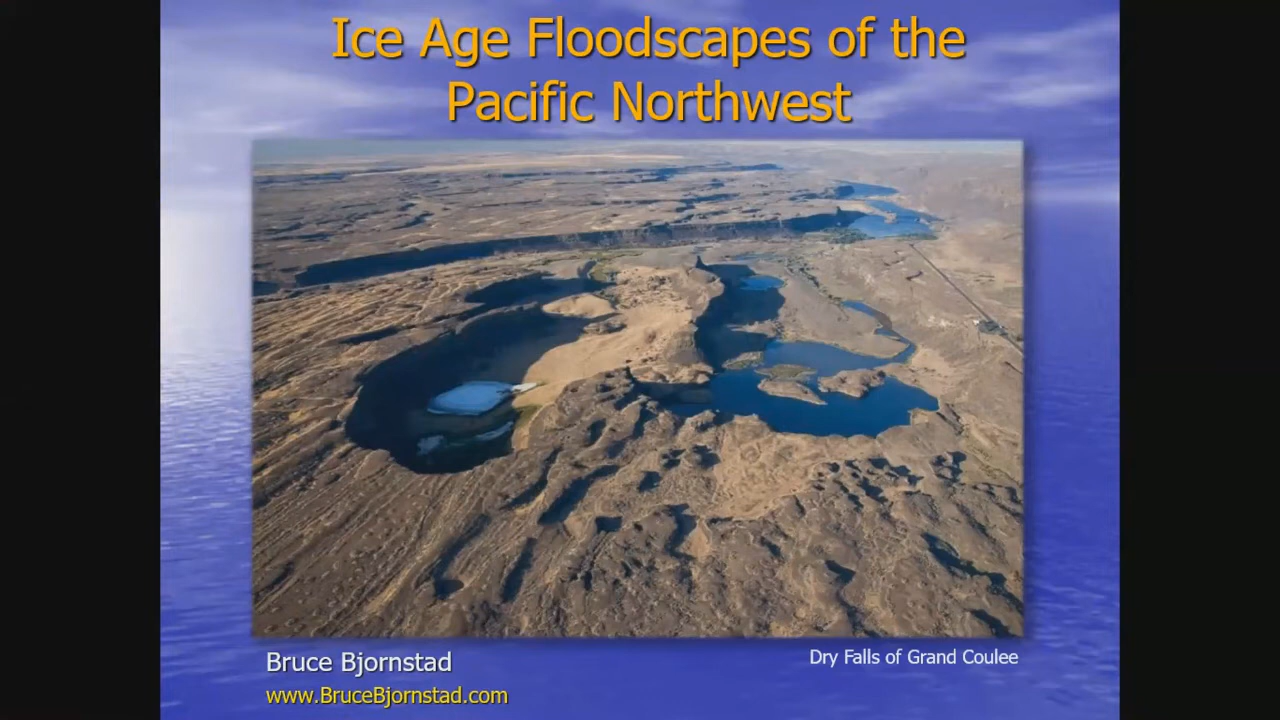 Ice Age Floodscapes of the
Pacific Northwest
Bruce Bjornstad
Dry Falls of Grand Coulee
www.BruceBjornstad.com